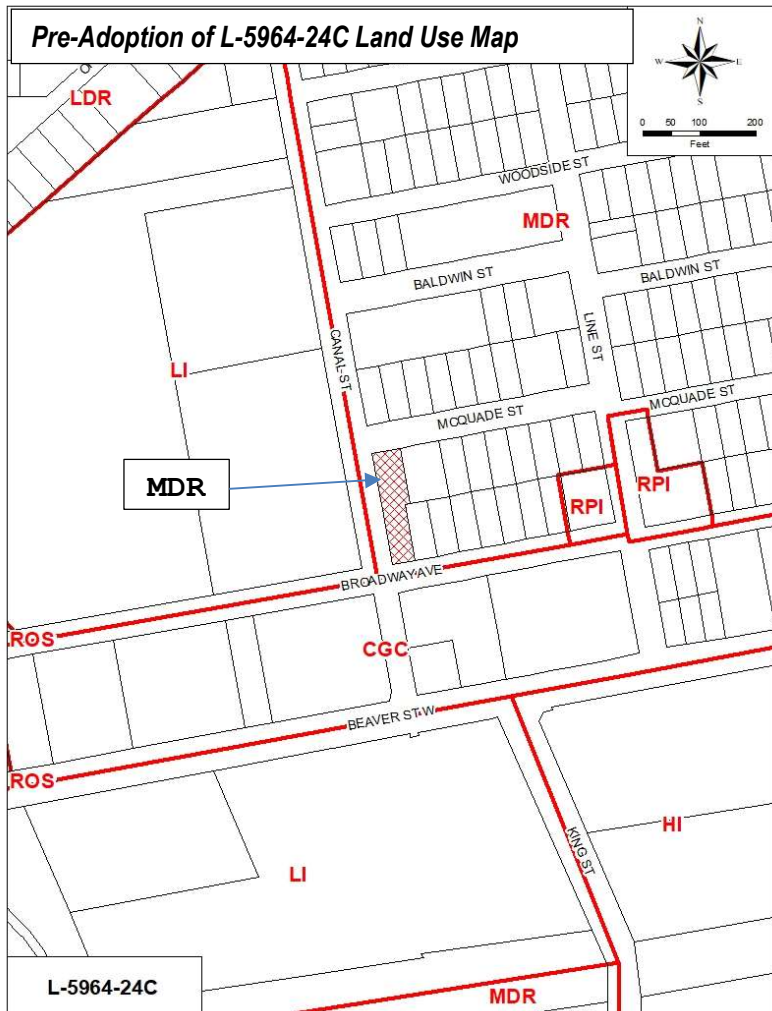 Pre-Adoption of L-5964-24C Land Use Map
N
W
E
S
0 50 100 200
Feet
LDR
WOODSIDE ST
MDR
BALDWIN ST
BALDWIN ST
LINE ST
CANAL ST
LI
MCQUADE ST
MCQUADE ST
MDR
RPI
RPI
BROADWAY AVE
ROS
CGC
BEAVER ST W
ROS
HI
KING ST
LI
L-5964-24C
MDR